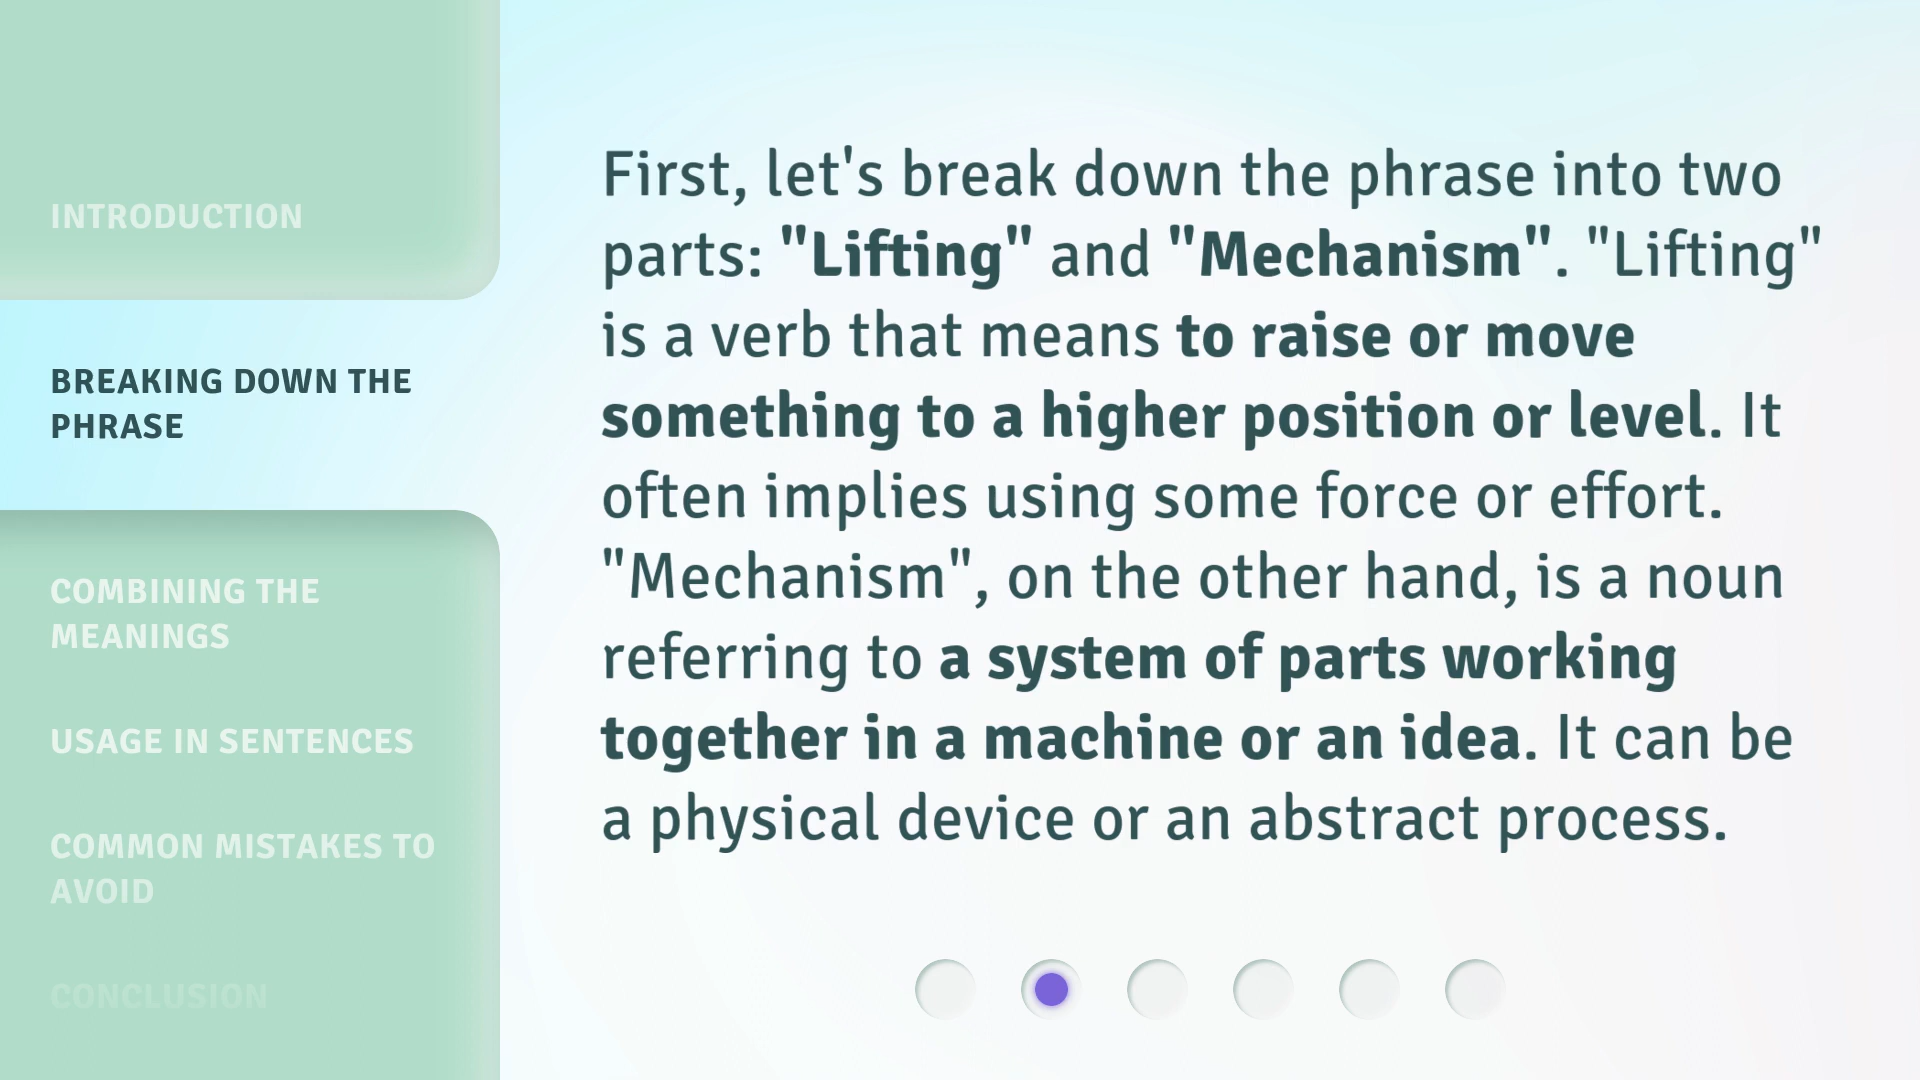 INTRODUCTION
BREAKING DOWN THE
PHRASE
COMBINING THE
MEANINGS
USAGE IN SENTENCES
COMMON MISTAKES TO
AVOID
CONCLUSION
First, let's break down the phrase into two
parts: "Lifting" and "Mechanism". "Lifting"
is a verb that means to raise or move
something to a higher position or level. It
often implies using some force or effort.
"Mechanism", on the other hand, is a noun
referring to a system of parts working
together in a machine or an idea. It can be
a physical device or an abstract process.